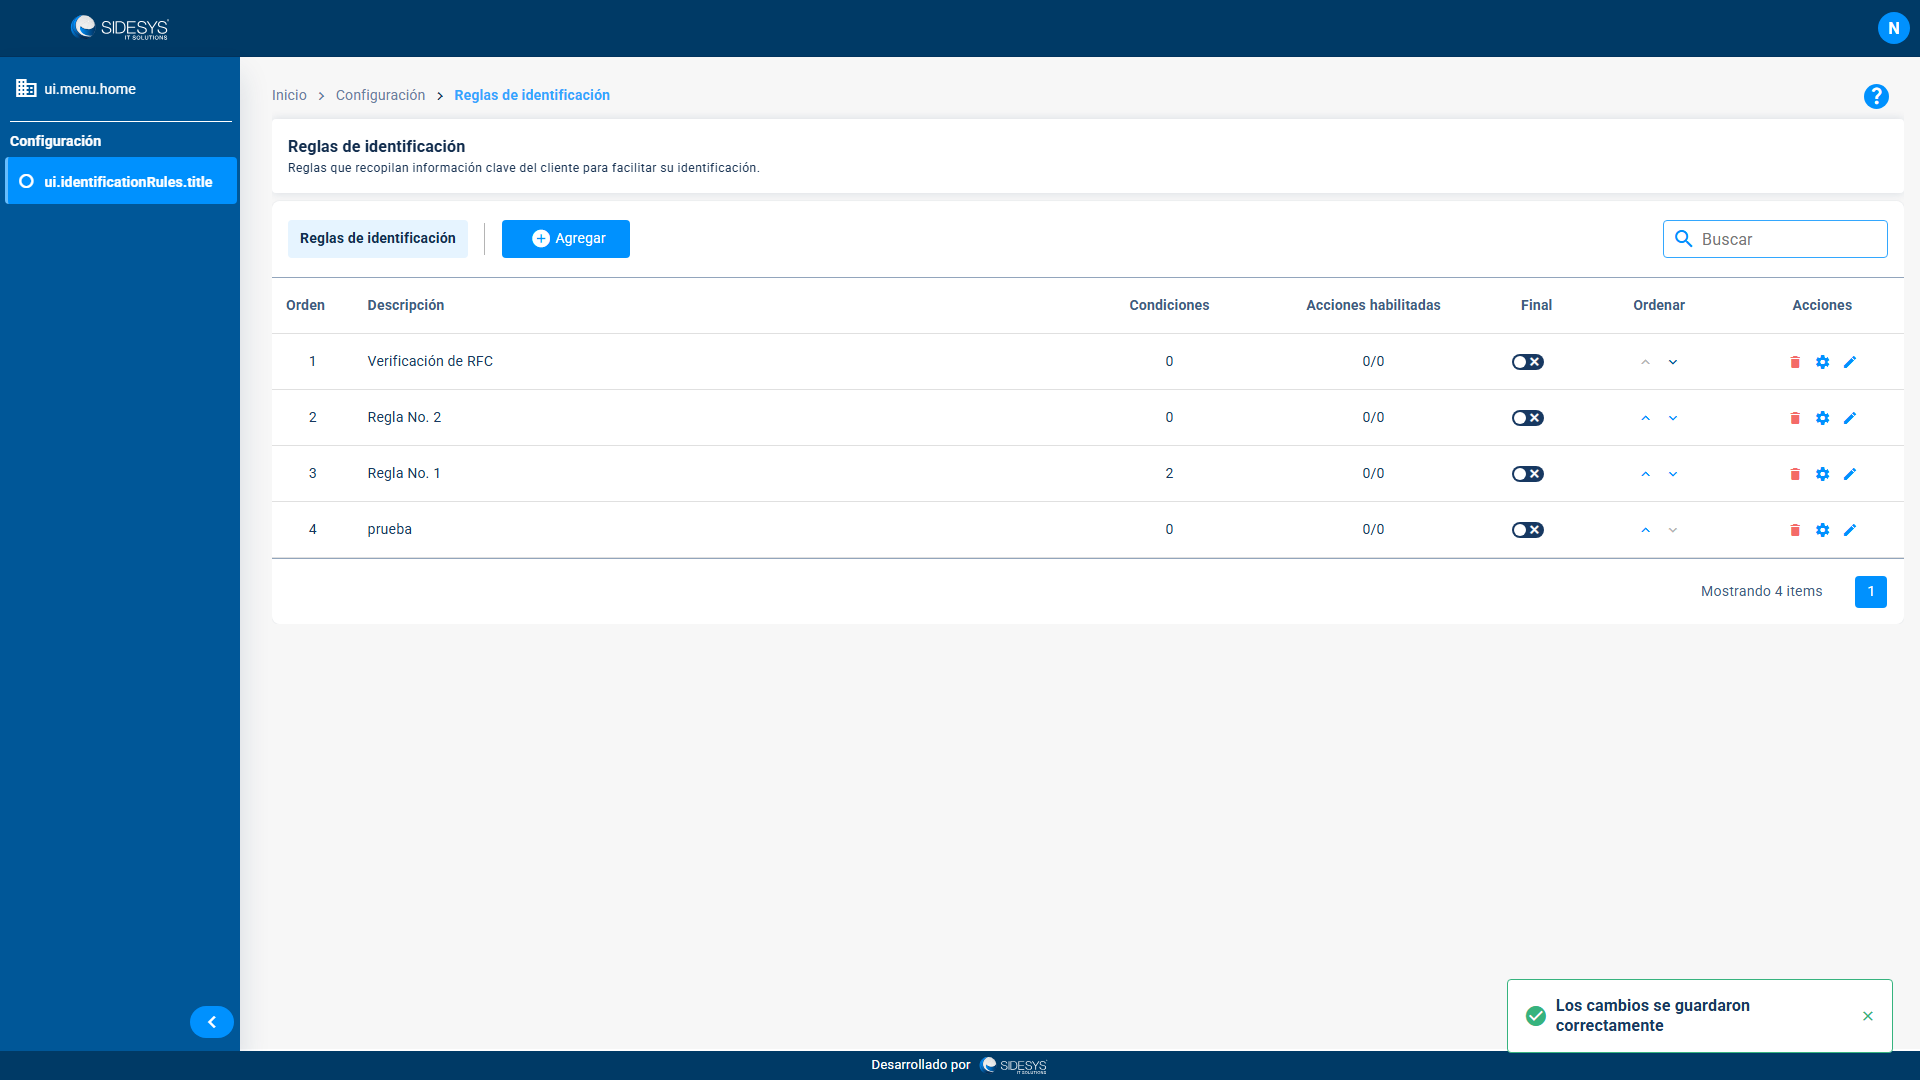 SIDESYS
IT SOLUTIONS
N
ui.menu.home
Configuración
ui.identificationRules.title
Inicio > Configuración > Reglas de identificación
?
Reglas de identificación
Reglas que recopilan información clave del cliente para facilitar su identificación.
Reglas de identificación
Agregar
Buscar
Orden Descripción Condiciones Acciones habilitadas Final Ordenar Acciones
1 Verificación de RFC 0 0/0
2 Regla No. 2 0 0/0
3 Regla No. 1 2 0/0
4 prueba 0 0/0
Mostrando 4 items 1
Los cambios se guardaron
correctamente
Desarrollado por SIDESYS
IT SOLUTIONS